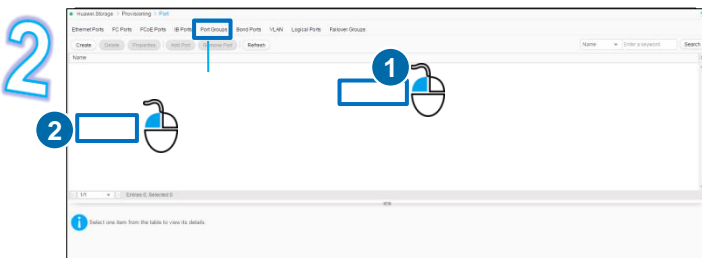 2
Huawei.Storage > Provisioning > Port
Ethernet Ports FC Ports FCoE Ports IB Ports Port Groups Bond Ports VLAN Logical Ports Failover Groups
Create Delete Properties Add Port Remove Port Refresh Name Enter a keyword Search
Name
1
2
1/1 Entries 0, Selected 0
Select one item from the table to view its details.